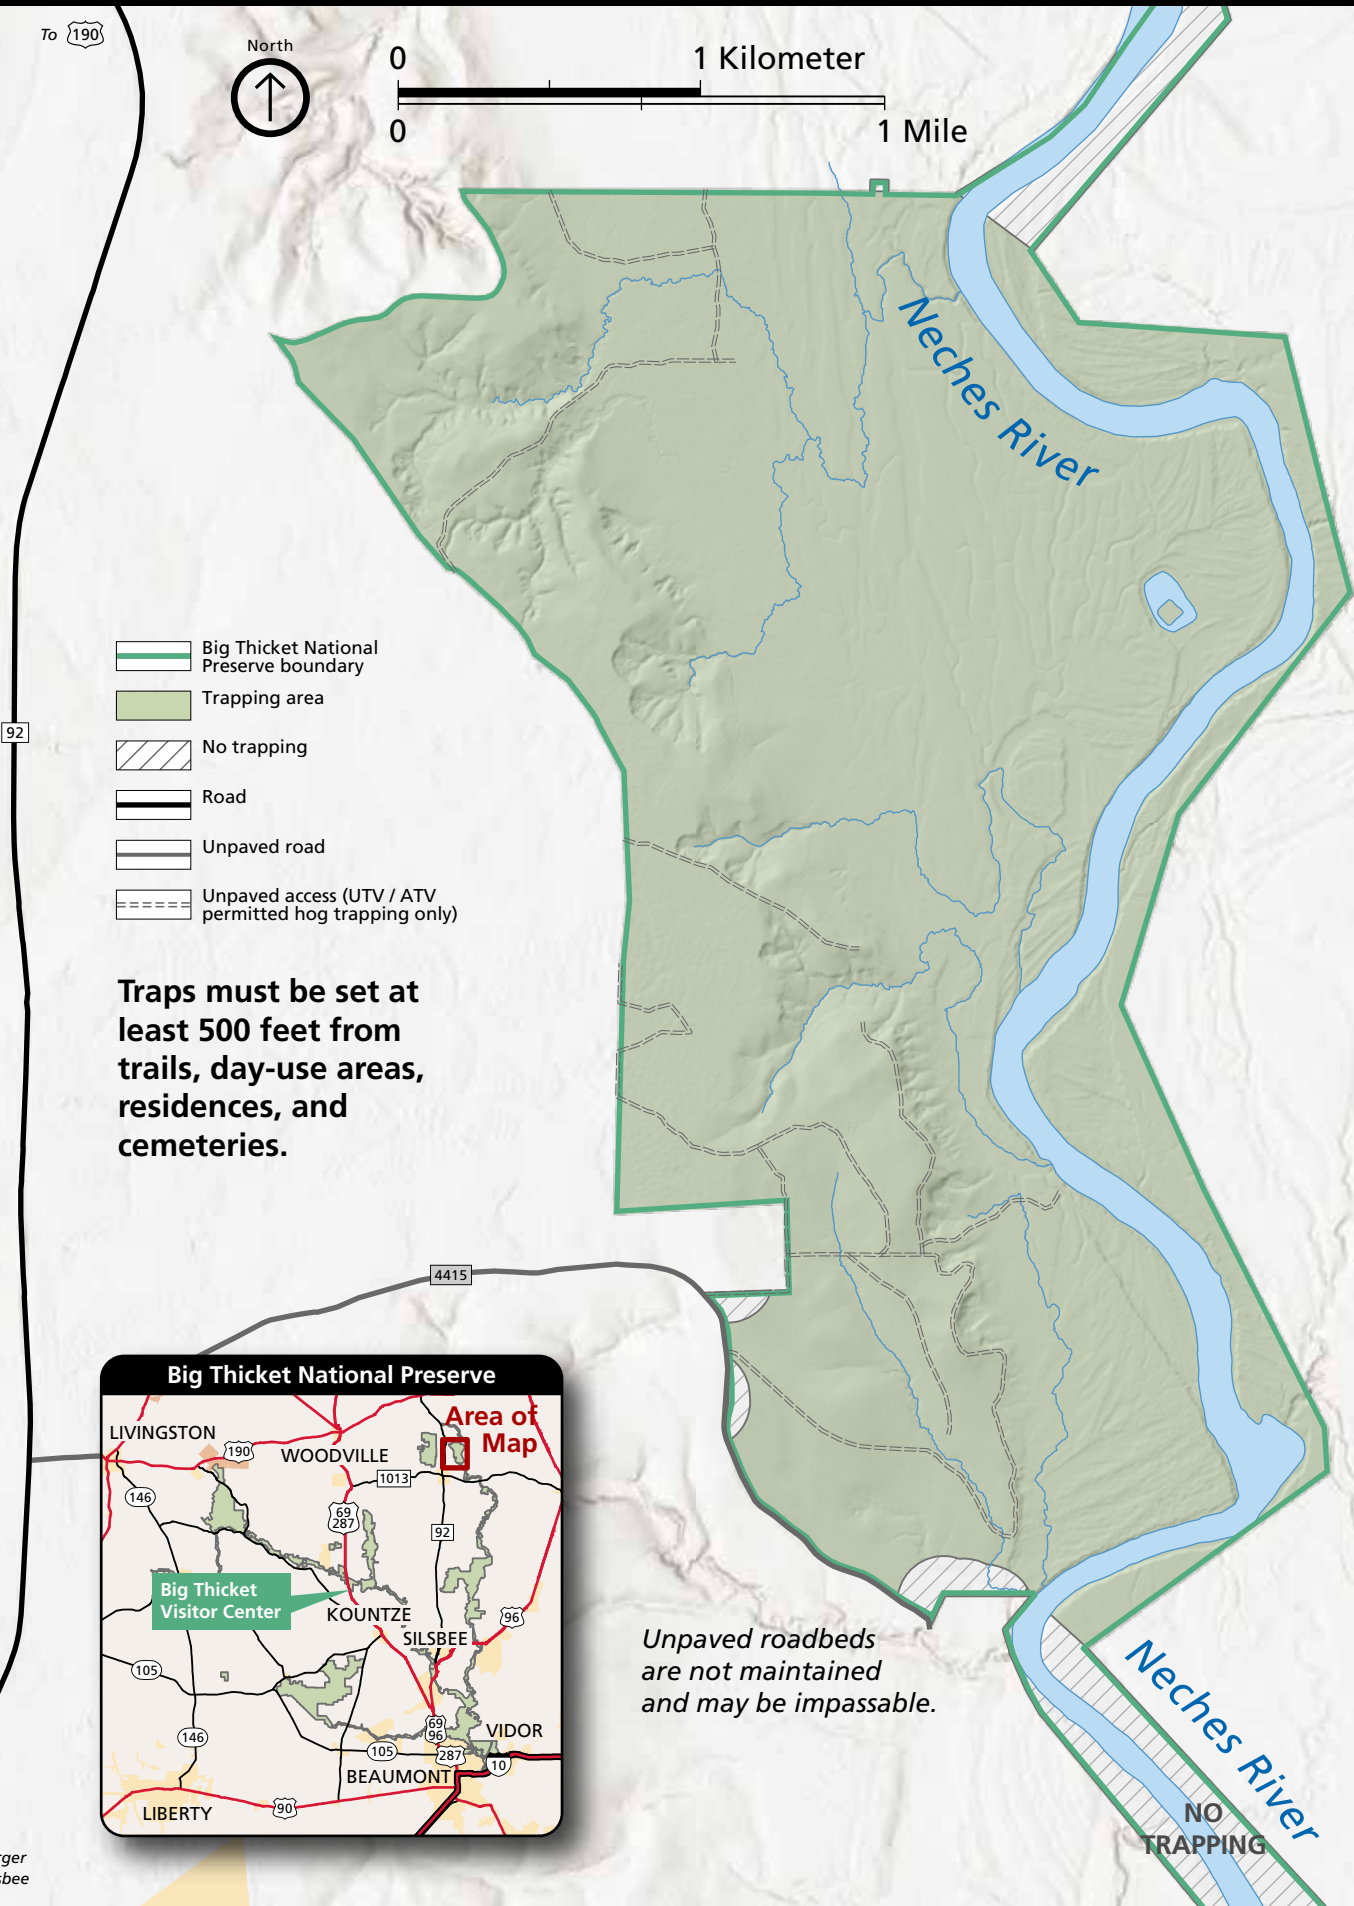 To 190
North
0
1 Kilometer
0
1 Mile
Neches River
Big Thicket National
Preserve boundary
Trapping area
No trapping
Road
Unpaved road
Unpaved access (UTV / ATV
permitted hog trapping only)
92
Traps must be set at
least 500 feet from
trails, day-use areas,
residences, and
cemeteries.
4415
Big Thicket National Preserve
Area of
Map
LIVINGSTON
190
WOODVILLE
1013
146
69
287
92
Big Thicket
Visitor Center
KOUNTZE
96
SILSBEE
105
69
96
VIDOR
146
105
287
10
BEAUMONT
LIBERTY
90
Unpaved roadbeds
are not maintained
and may be impassable.
Neches River
NO
TRAPPING